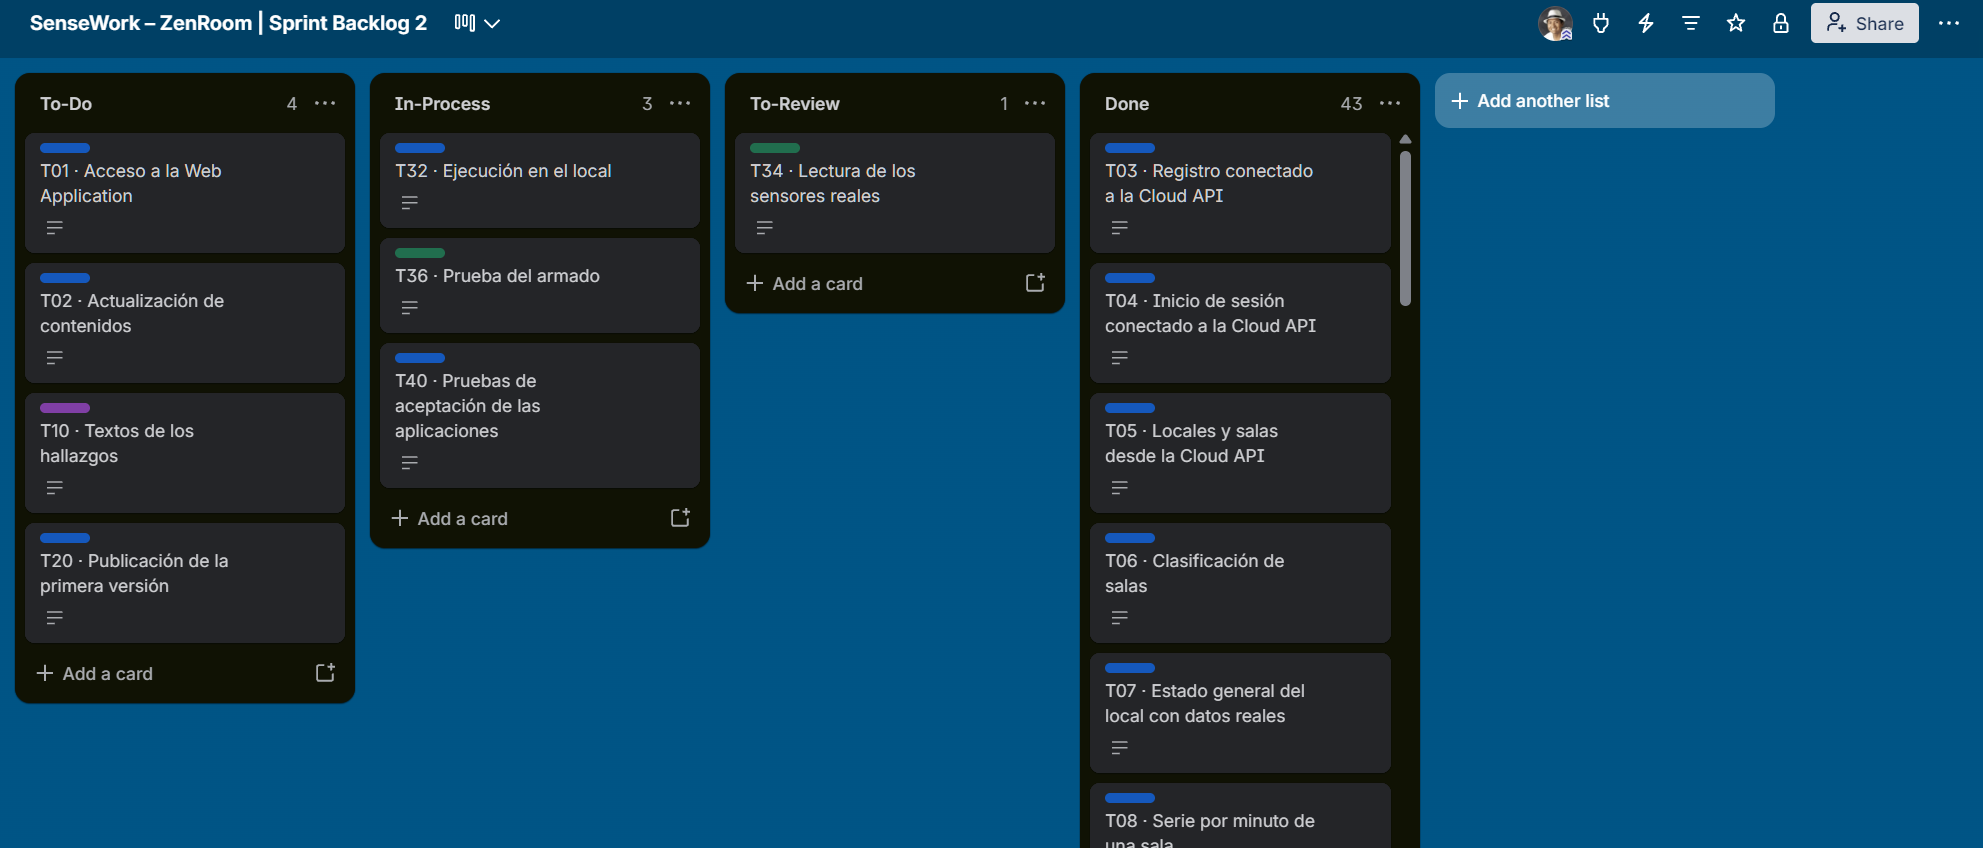 SenseWork – ZenRoom | Sprint Backlog 2
Share
To-Do 4
T01 · Acceso a la Web
Application
T02 · Actualización de
contenidos
T10 · Textos de los
hallazgos
T20 · Publicación de la
primera versión
Add a card
In-Process 3
T32 · Ejecución en el local
T36 · Prueba del armado
T40 · Pruebas de
aceptación de las
aplicaciones
Add a card
To-Review 1
T34 · Lectura de los
sensores reales
Add a card
Done 43
T03 · Registro conectado
a la Cloud API
T04 · Inicio de sesión
conectado a la Cloud API
T05 · Locales y salas
desde la Cloud API
T06 · Clasificación de
salas
T07 · Estado general del
local con datos reales
T08 · Serie por minuto de
una sala
Add another list